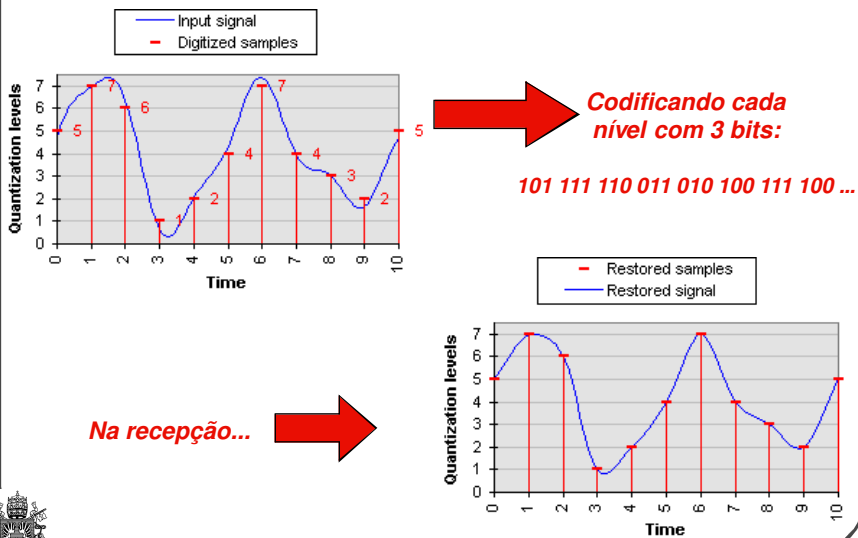 Input signal
Digitized samples
Quantization levels
7
6
5
4
3
2
1
0
5
7
6
1
2
4
7
4
3
2
5
0 1 2 3 4 5 6 7 8 9 10
Time
Codificando cada
nível com 3 bits:
101 111 110 011 010 100 111 100 ...
Na recepção...
Restored samples
Restored signal
Quantization levels
7
6
5
4
3
2
1
0
0 1 2 3 4 5 6 7 8 9 10
Time